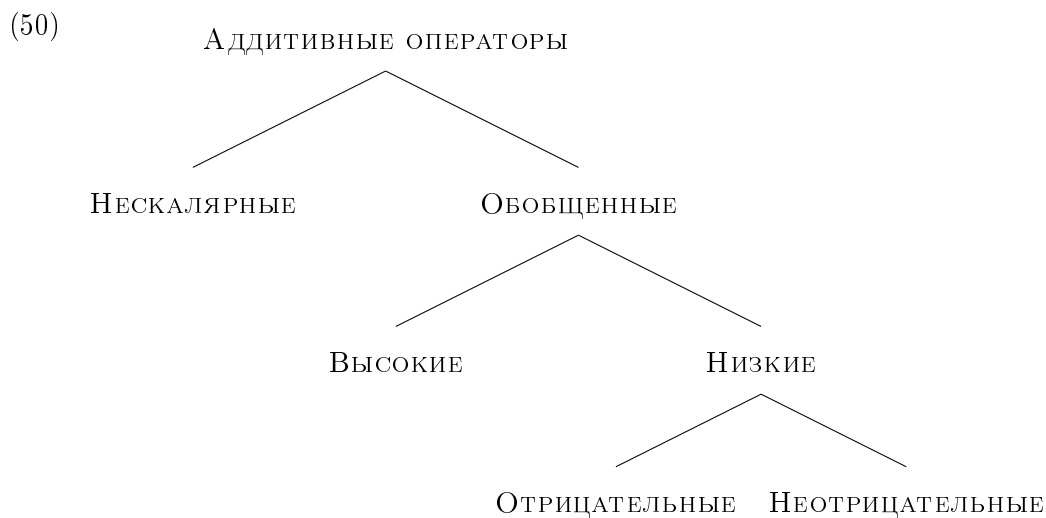 (50)
Аддитивные операторы
Нескалярные Обобщенные
Высокие Низкие
Отрицательные Неотрицательные